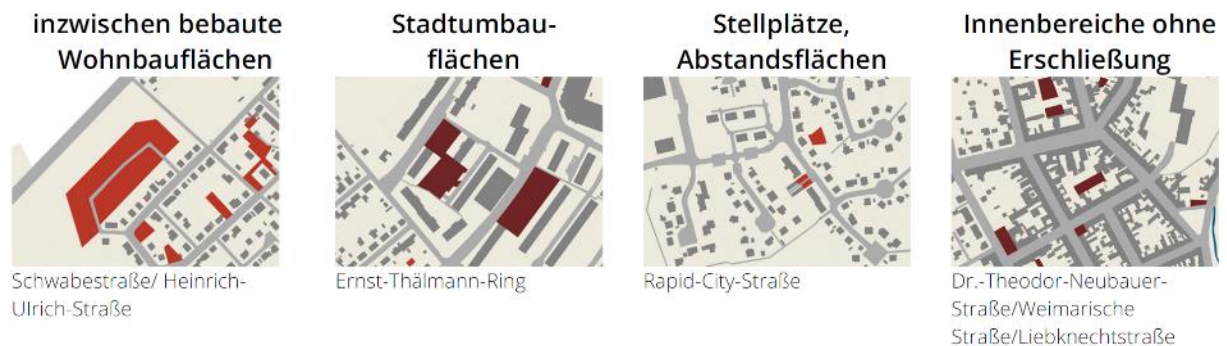 inzwischen bebaute
Wohnbauflächen
Schwabestraße/ Heinrich-
Ulrich-Straße
Stadtumbau-
flächen
Ernst-Thälmann-Ring
Stellplätze,
Abstandsflächen
Rapid-City-Straße
Innenbereiche ohne
Erschließung
Dr.-Theodor-Neubauer-
Straße/Weimarische
Straße/Liebknechtstraße